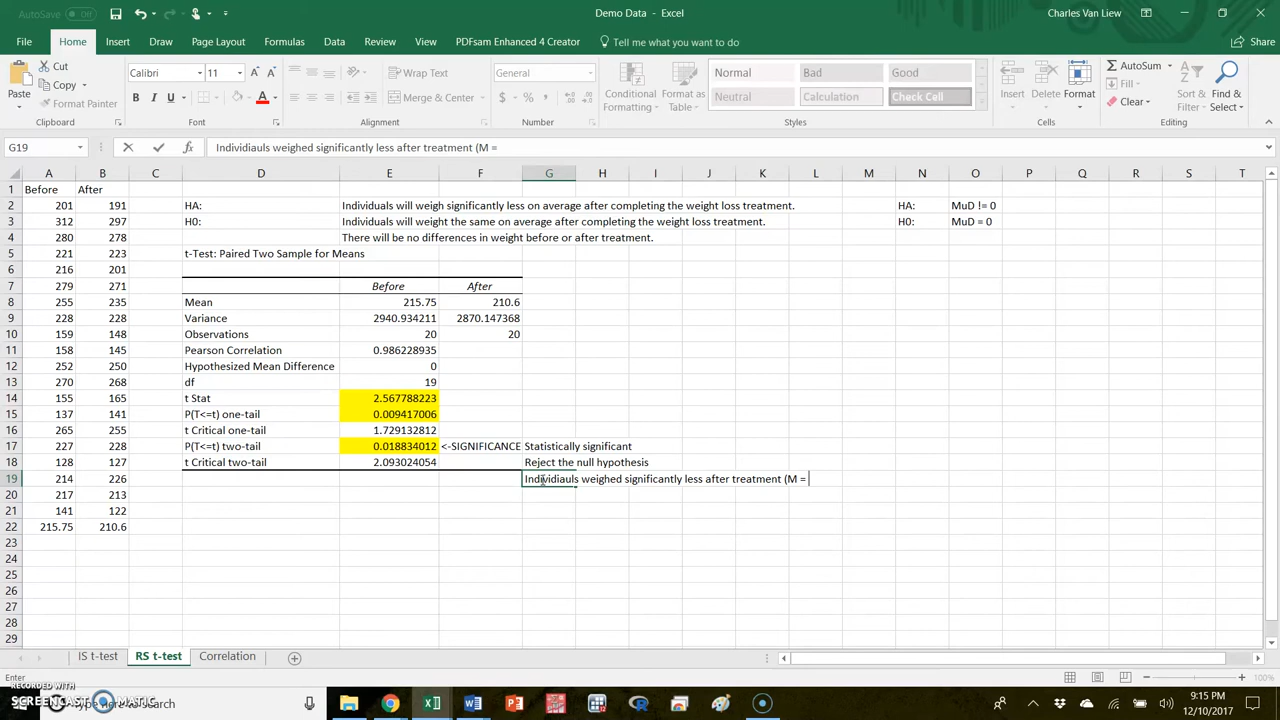 AutoSave Off
Demo Data - Excel
Charles Van Liew
File Home Insert Draw Page Layout Formulas Data Review View PDFsam Enhanced 4 Creator Tell me what you want to do Share
Paste
Cut
Copy
Format Painter
Clipboard
Calibri 11
B I U
Font
Wrap Text
Merge & Center
Alignment
General
$ % ,
Number
Conditional Formatting
Format as Table
Normal Bad Good
Neutral Calculation Check Cell
Styles
Insert Delete Format
Cells
AutoSum
Fill
Clear
Sort & Filter
Find & Select
Editing
G19 Individiauls weighed significantly less after treatment (M =
A B C D E F G H I J K L M N O P Q R S T
1 Before After
2 201 191 HA: Individuals will weigh significantly less on average after completing the weight loss treatment. HA: MuD != 0
3 312 297 H0: Individuals will weight the same on average after completing the weight loss treatment. H0: MuD = 0
4 280 278 There will be no differences in weight before or after treatment.
5 221 223 t-Test: Paired Two Sample for Means
6 216 201
7 279 271 Before After
8 255 235 Mean 215.75 210.6
9 228 228 Variance 2940.934211 2870.147368
10 159 148 Observations 20 20
11 158 145 Pearson Correlation 0.986228935
12 252 250 Hypothesized Mean Difference 0
13 270 268 df 19
14 155 165 t Stat 2.567788223
15 137 141 P(T<=t) one-tail 0.009417006
16 265 255 t Critical one-tail 1.729132812
17 227 228 P(T<=t) two-tail 0.018834012 <-SIGNIFICANCE Statistically significant
18 128 127 t Critical two-tail 2.093024054 Reject the null hypothesis
19 214 226 Individiauls weighed significantly less after treatment (M =
20 217 213
21 141 122
22 215.75 210.6
23
24
25
26
27
28
29
IS t-test RS t-test Correlation
Enter
100%
RECORDED WITH
SCREENCAST MATIC
here to search
9:15 PM
12/10/2017